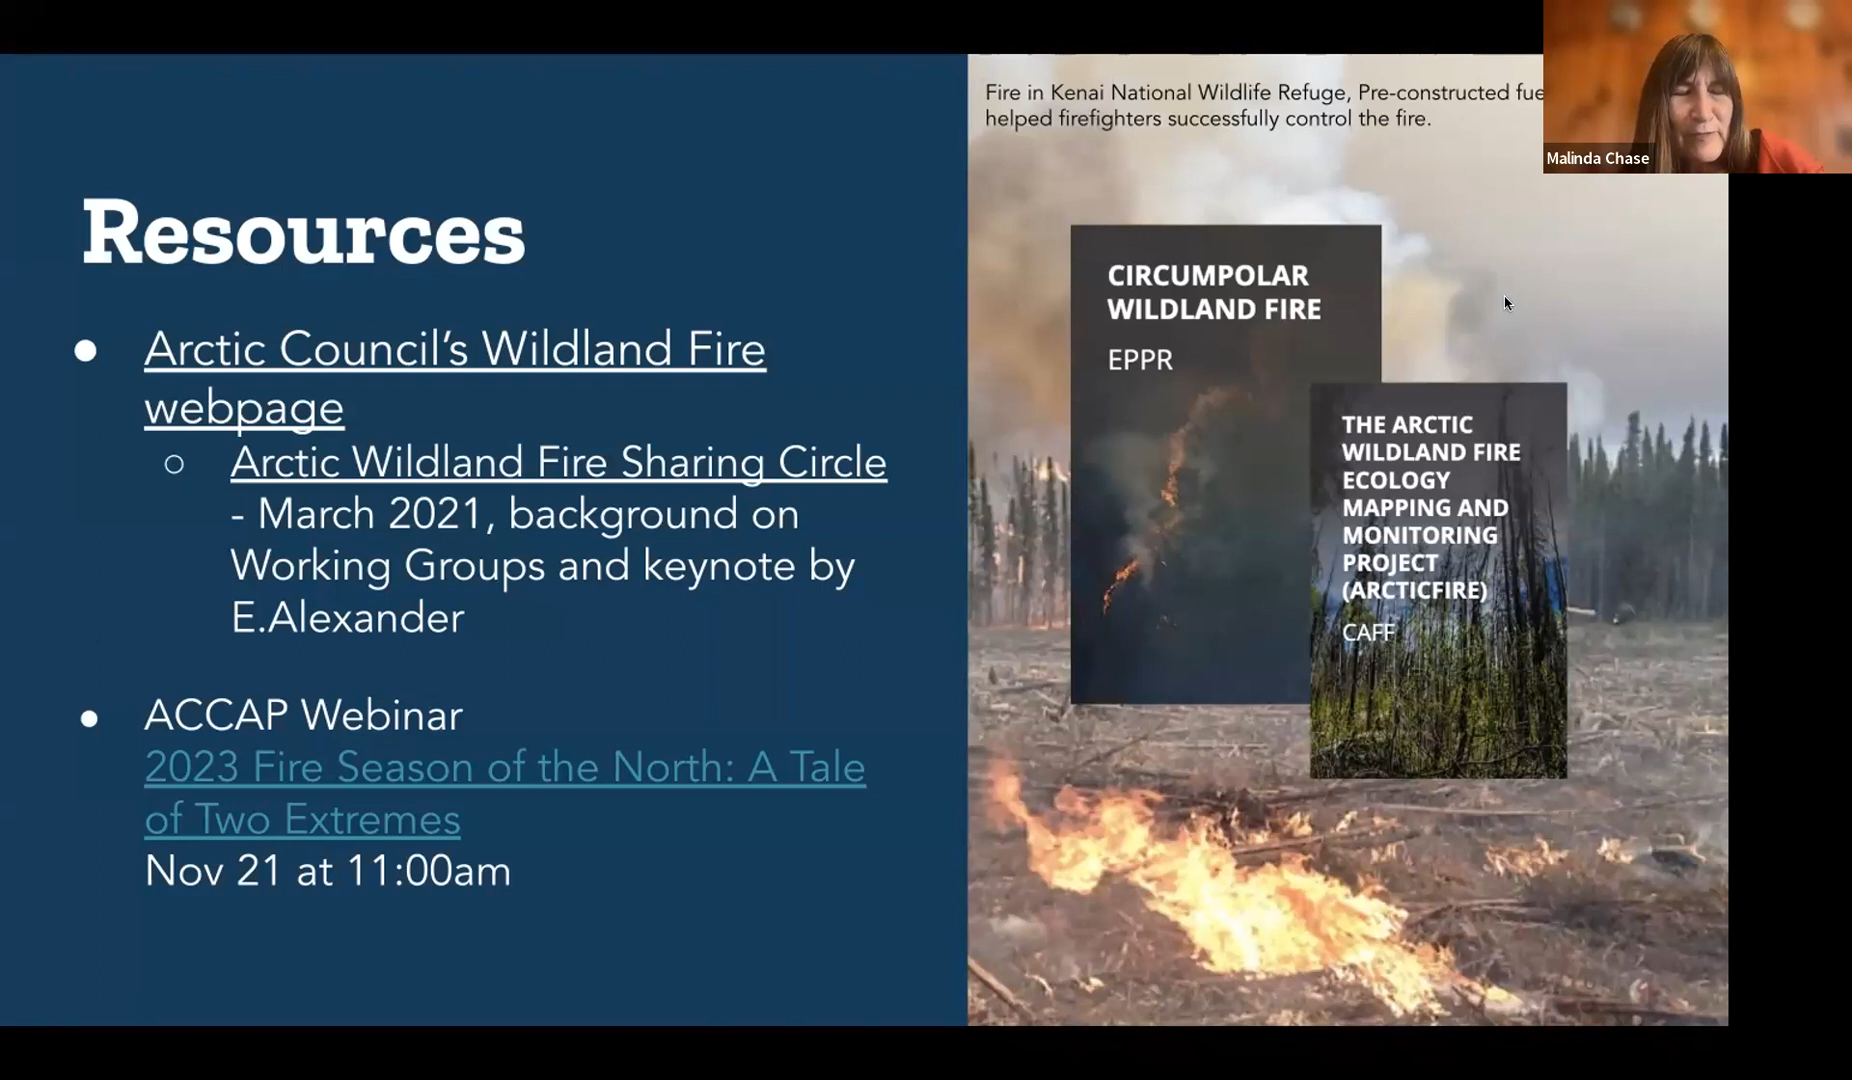 Resources
● Arctic Council's Wildland Fire
webpage
○ Arctic Wildland Fire Sharing Circle
- March 2021, background on
Working Groups and keynote by
E.Alexander
● ACCAP Webinar
2023 Fire Season of the North: A Tale
of Two Extremes
Nov 21 at 11:00am
Fire in Kenai National Wildlife Refuge, Pre-constructed
helped firefighters successfully control the fire.
CIRCUMPOLAR
WILDLAND FIRE
EPPR
THE ARCTIC
WILDLAND FIRE
ECOLOGY
MAPPING AND
MONITORING
PROJECT
(ARCTICFIRE)
CAFF
Malinda Chase